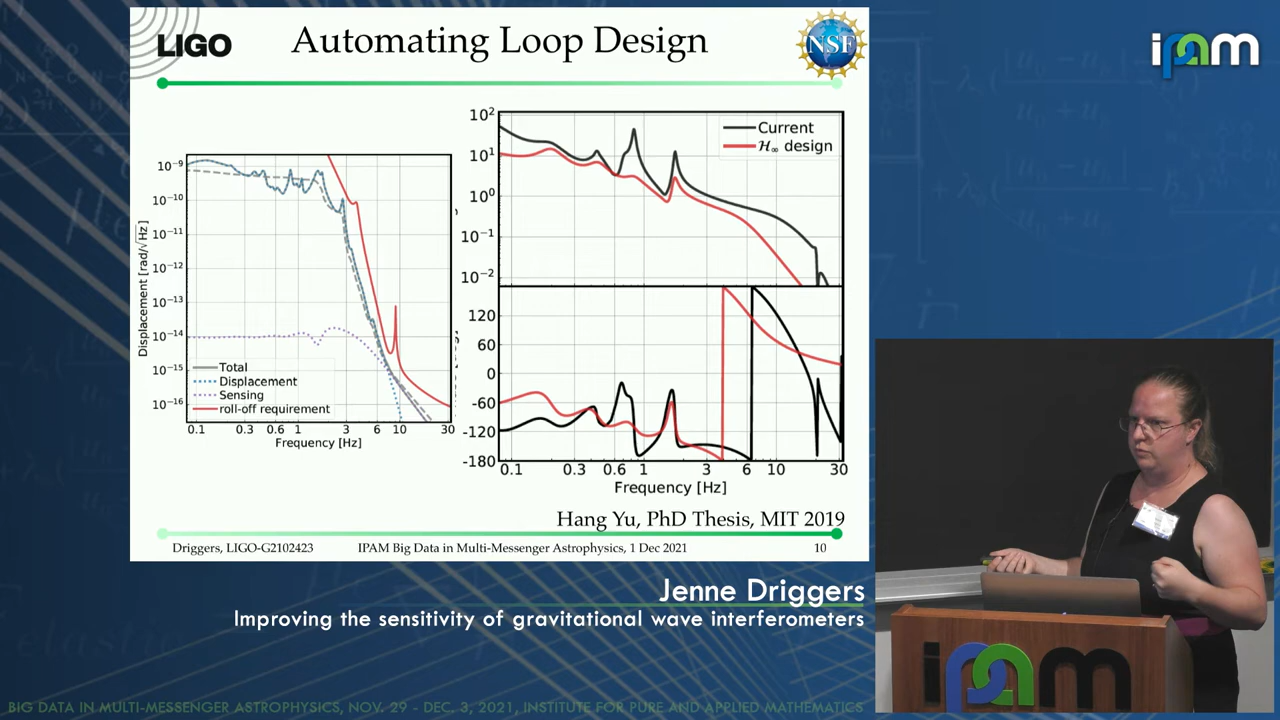 LIGO
Automating Loop Design
NSF
ipam
Displacement [rad/√Hz]
10⁻⁹
10⁻¹⁰
10⁻¹¹
10⁻¹²
10⁻¹³
10⁻¹⁴
10⁻¹⁵
10⁻¹⁶
Total
Displacement
Sensing
roll-off requirement
0.1 0.3 0.6 1 3 6 10 30
Frequency [Hz]
10²
10¹
10⁰
10⁻¹
10⁻²
Current
ℋ∞ design
120
60
0
-60
-120
-180
0.1 0.3 0.6 1 3 6 10 30
Frequency [Hz]
Hang Yu, PhD Thesis, MIT 2019
Driggers, LIGO-G2102423 IPAM Big Data in Multi-Messenger Astrophysics, 1 Dec 2021 10
Jenne Driggers
Improving the sensitivity of gravitational wave interferometers
ipam
BIG DATA IN MULTI-MESSENGER ASTROPHYSICS, NOV. 29 - DEC. 3, 2021, INSTITUTE FOR PURE AND APPLIED MATHEMATICS